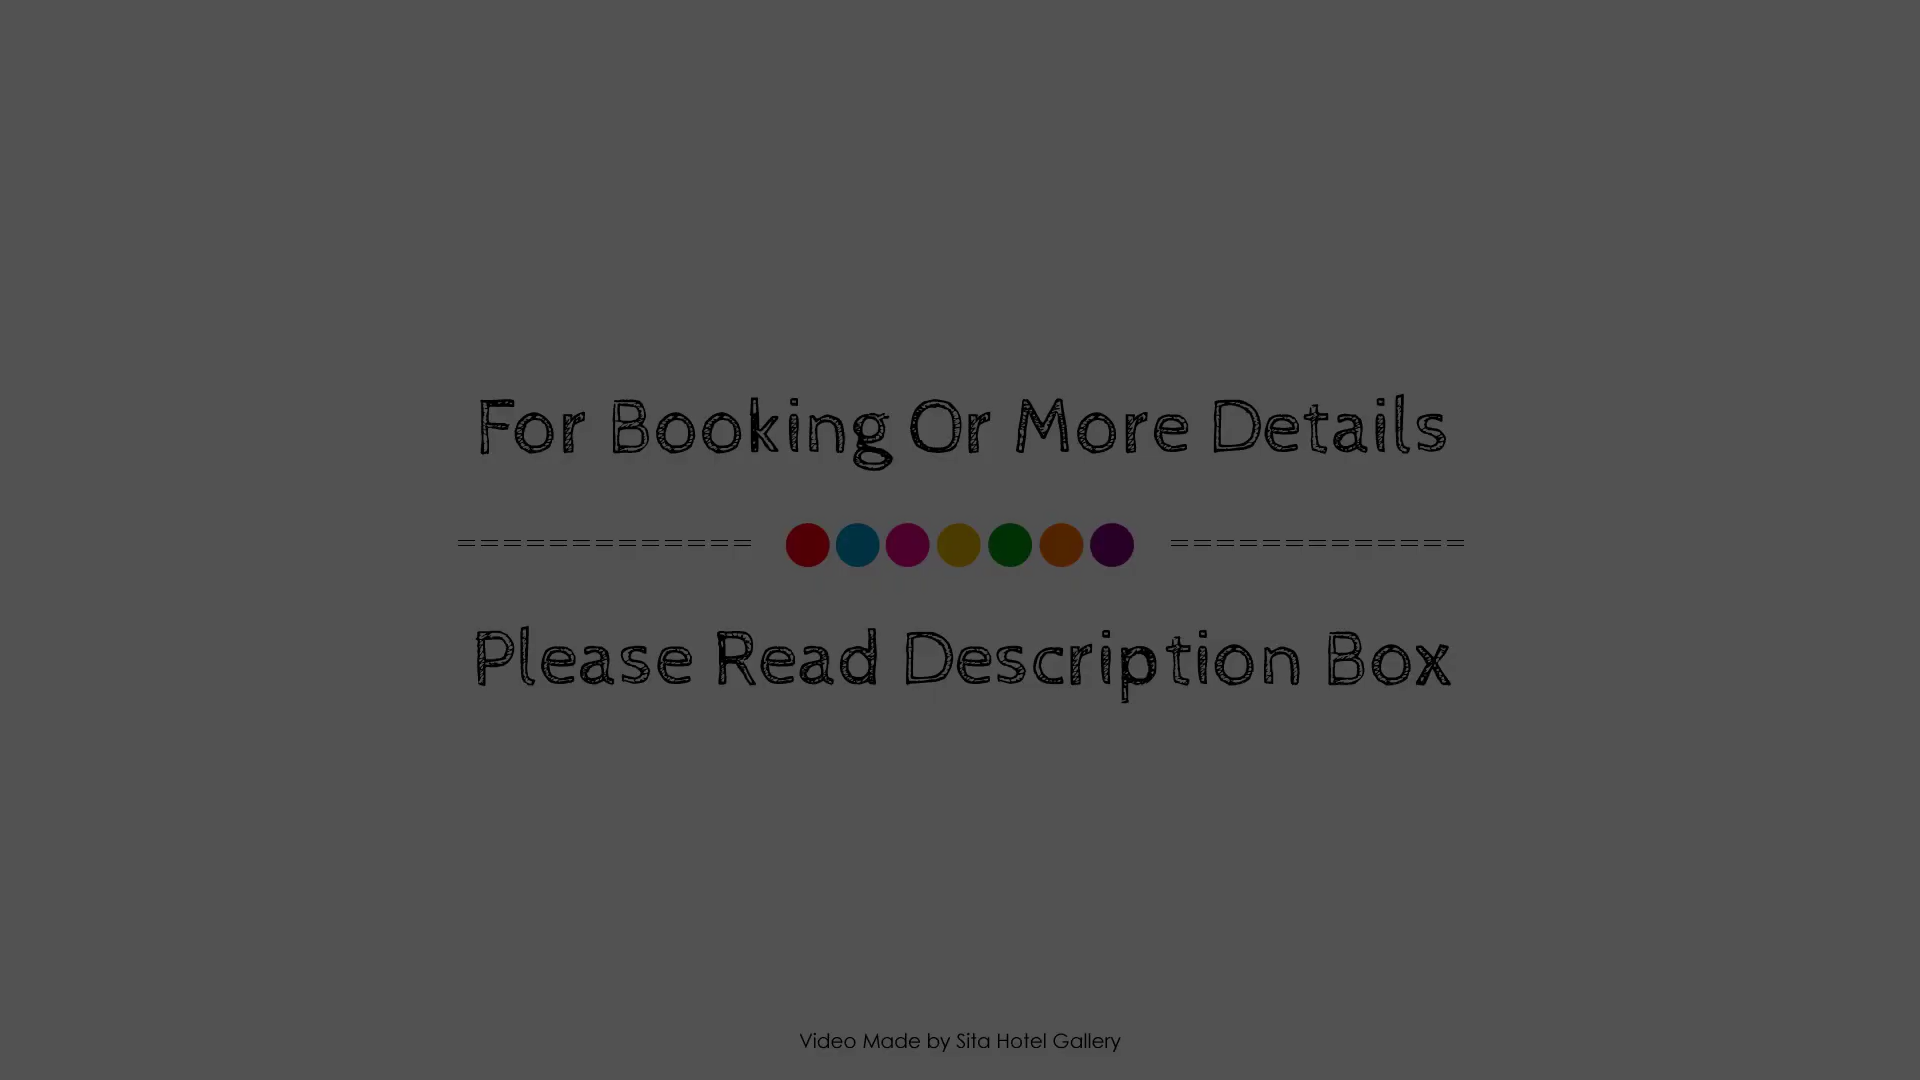 For Booking Or More Details
============= =============
Please Read Description Box
Video Made by Sita Hotel Gallery